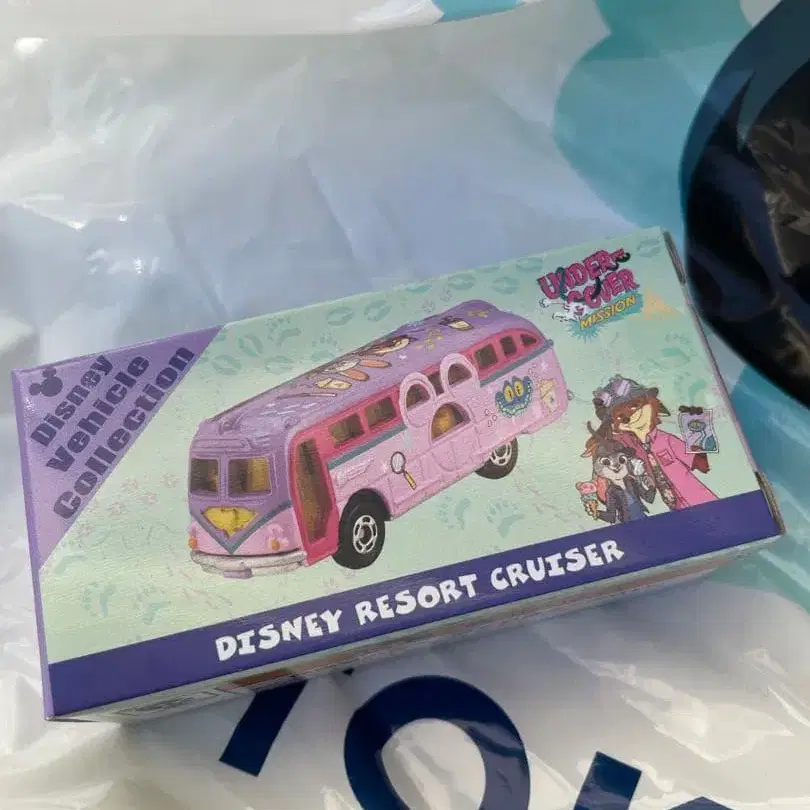 Disney
Vehicle
Collection
UNDER
COVER
MISSION
DISNEY RESORT CRUISER